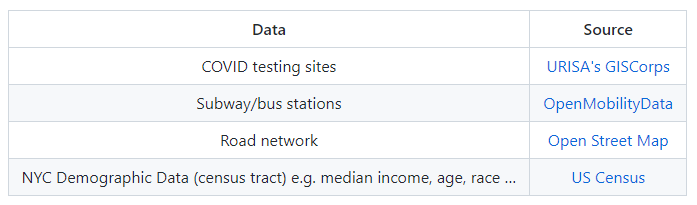 Data Source
COVID testing sites URISA's GISCorps
Subway/bus stations OpenMobilityData
Road network Open Street Map
NYC Demographic Data (census tract) e.g. median income, age, race ... US Census